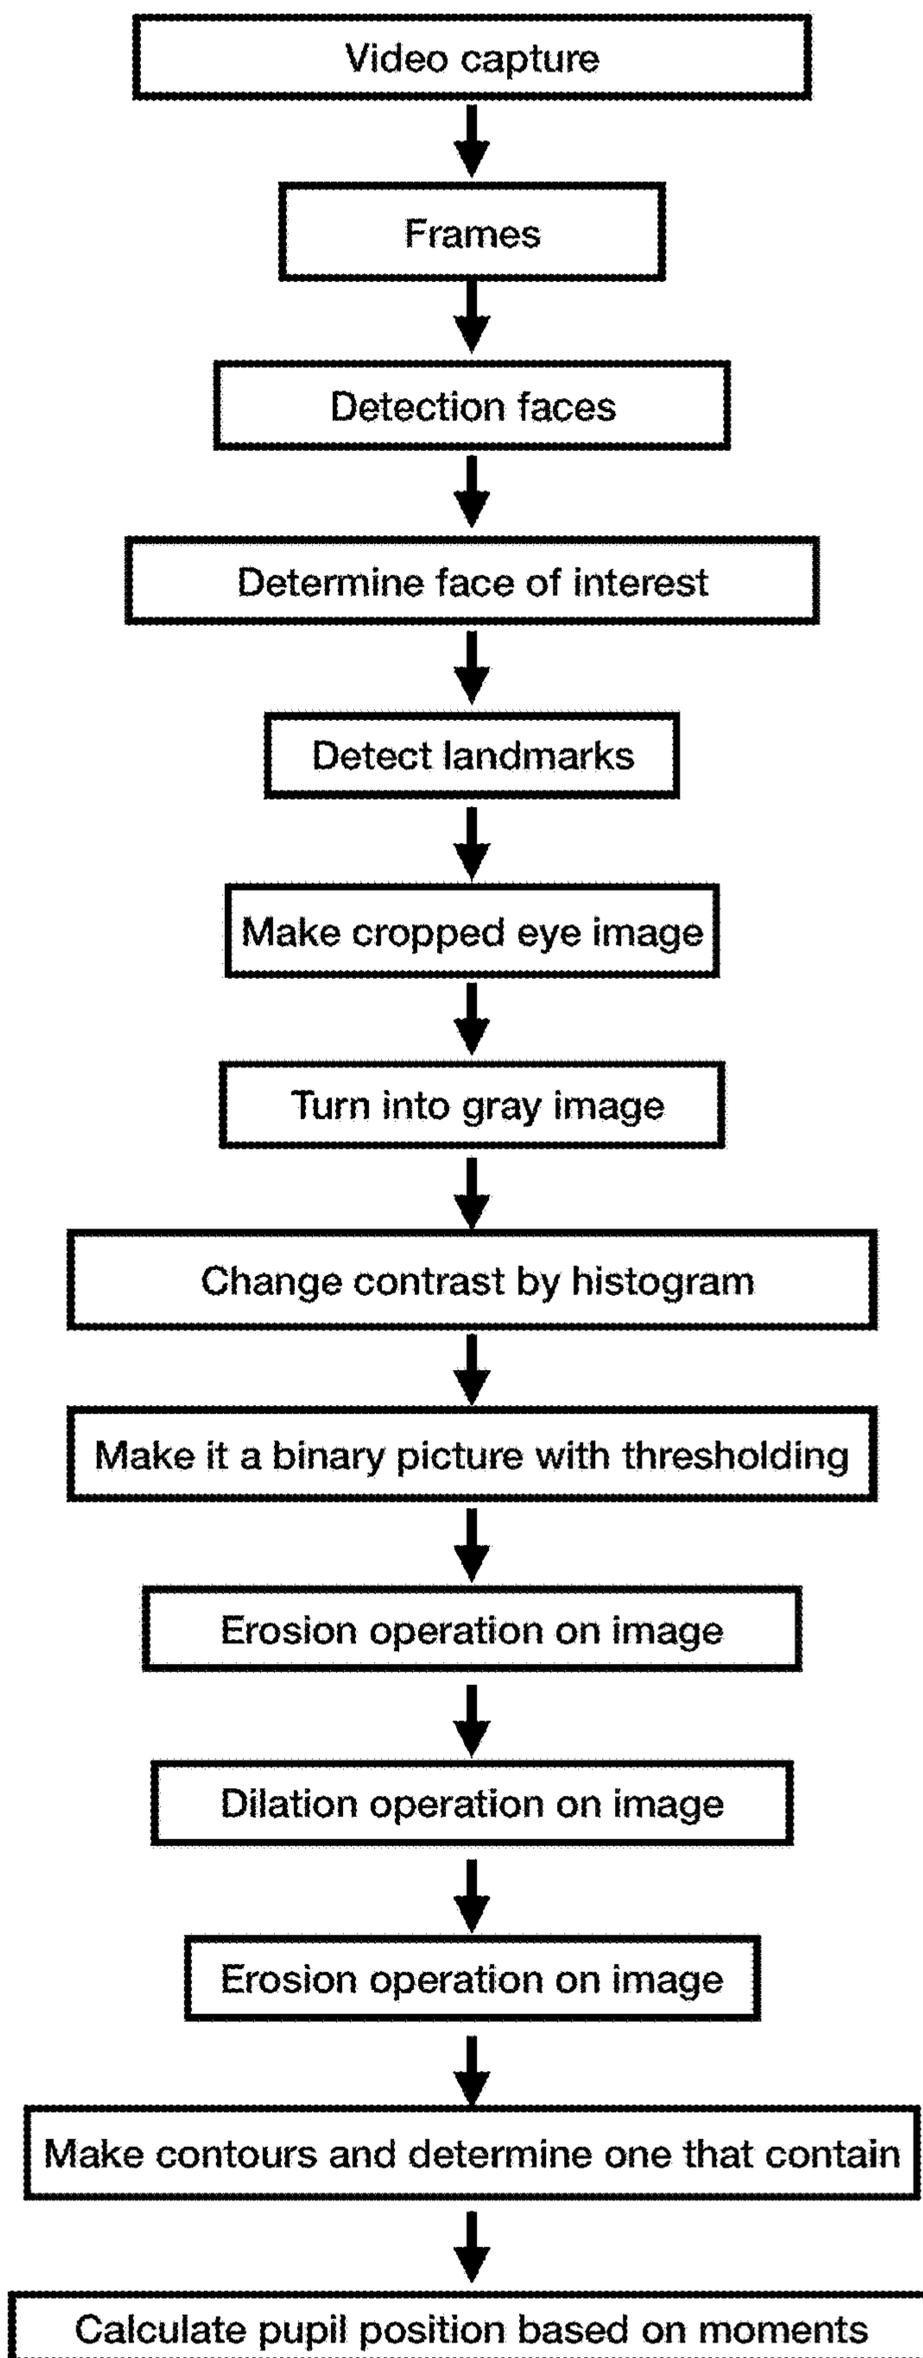 Video capture
Frames
Detection faces
Determine face of interest
Detect landmarks
Make cropped eye image
Turn into gray image
Change contrast by histogram
Make it a binary picture with thresholding
Erosion operation on image
Dilation operation on image
Erosion operation on image
Make contours and determine one that contain
Calculate pupil position based on moments